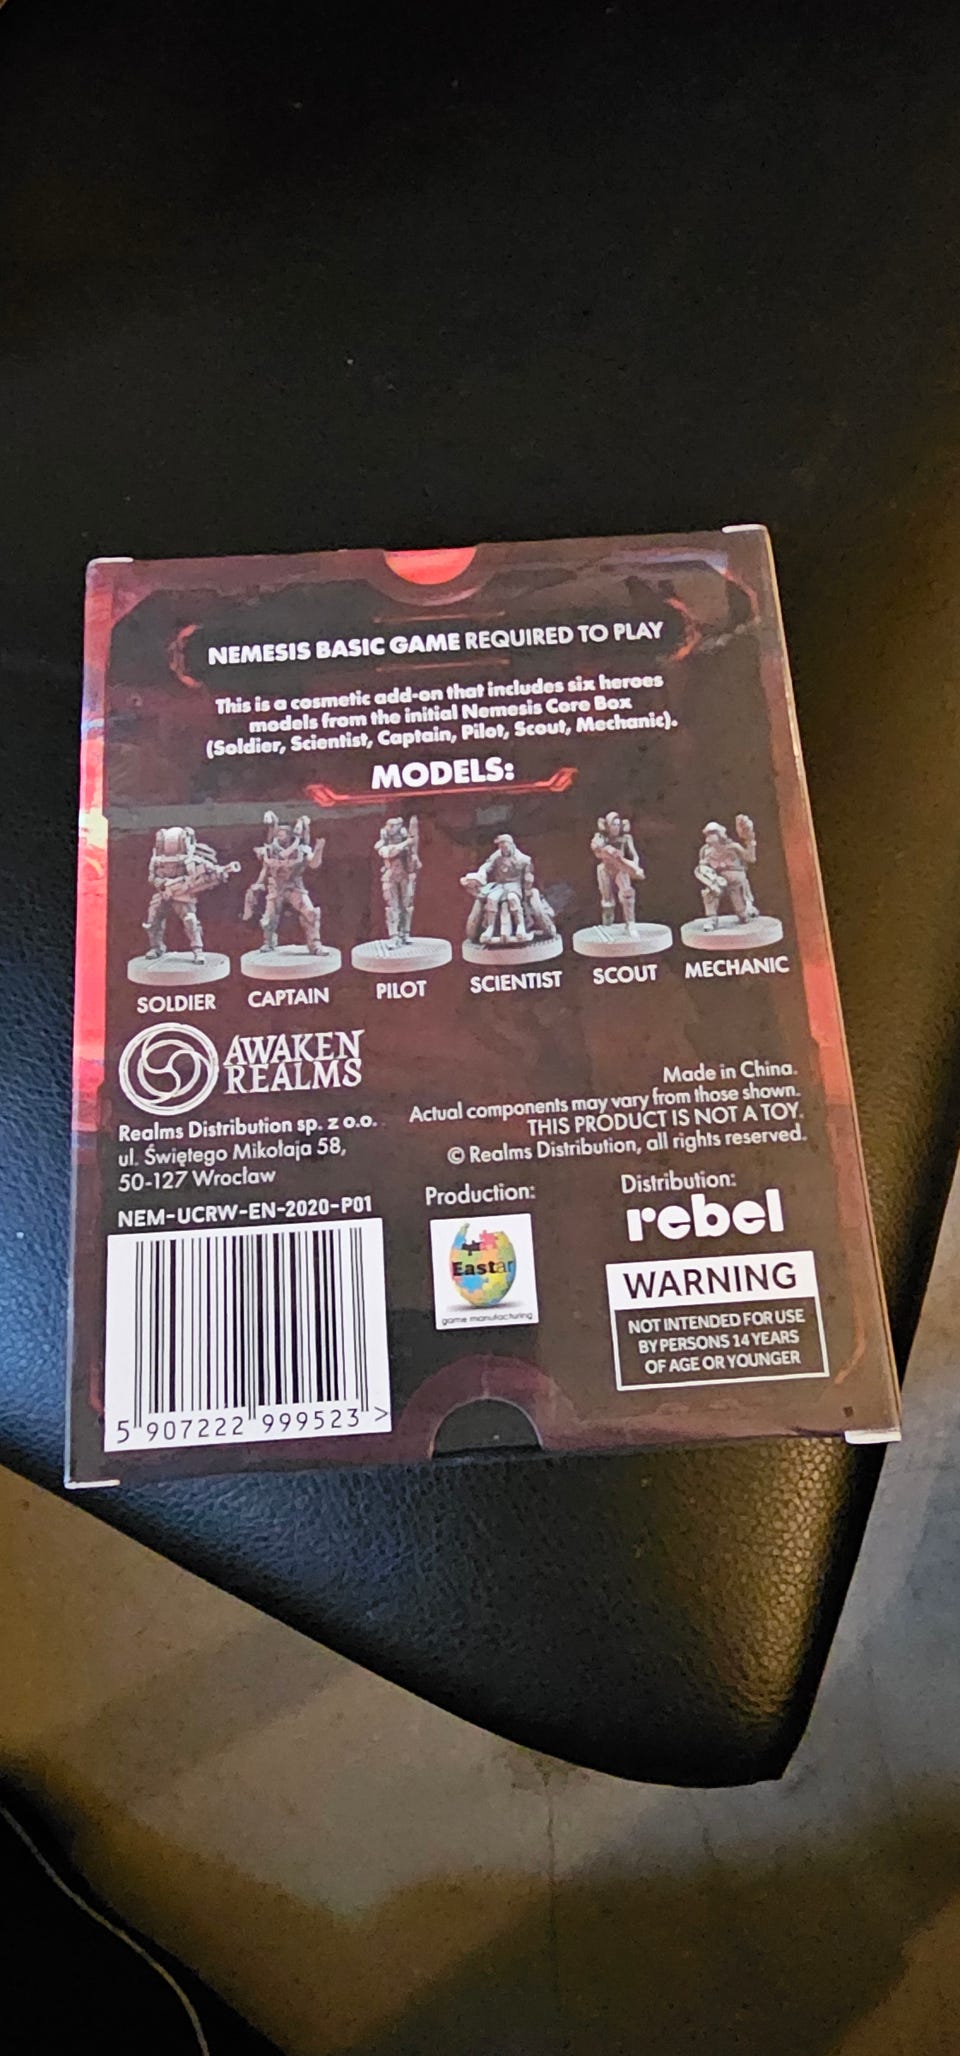 NEMESIS BASIC GAME REQUIRED TO PLAY
This is a cosmetic add-on that includes six heroes
models from the initial Nemesis Core Box
(Soldier, Scientist, Captain, Pilot, Scout, Mechanic).
MODELS:
SOLDIER
CAPTAIN
PILOT
SCIENTIST
SCOUT
MECHANIC
AWAKEN
REALMS
Realms Distribution sp. z o.o.
ul. Świętego Mikołaja 58,
50-127 Wroclaw
NEM-UCRW-EN-2020-P01
5 907222 999523 >
Made in China.
Actual components may vary from those shown.
THIS PRODUCT IS NOT A TOY.
© Realms Distribution, all rights reserved.
Production:
Eastar
game manufacturing
Distribution:
rebel
WARNING
NOT INTENDED FOR USE
BY PERSONS 14 YEARS
OF AGE OR YOUNGER